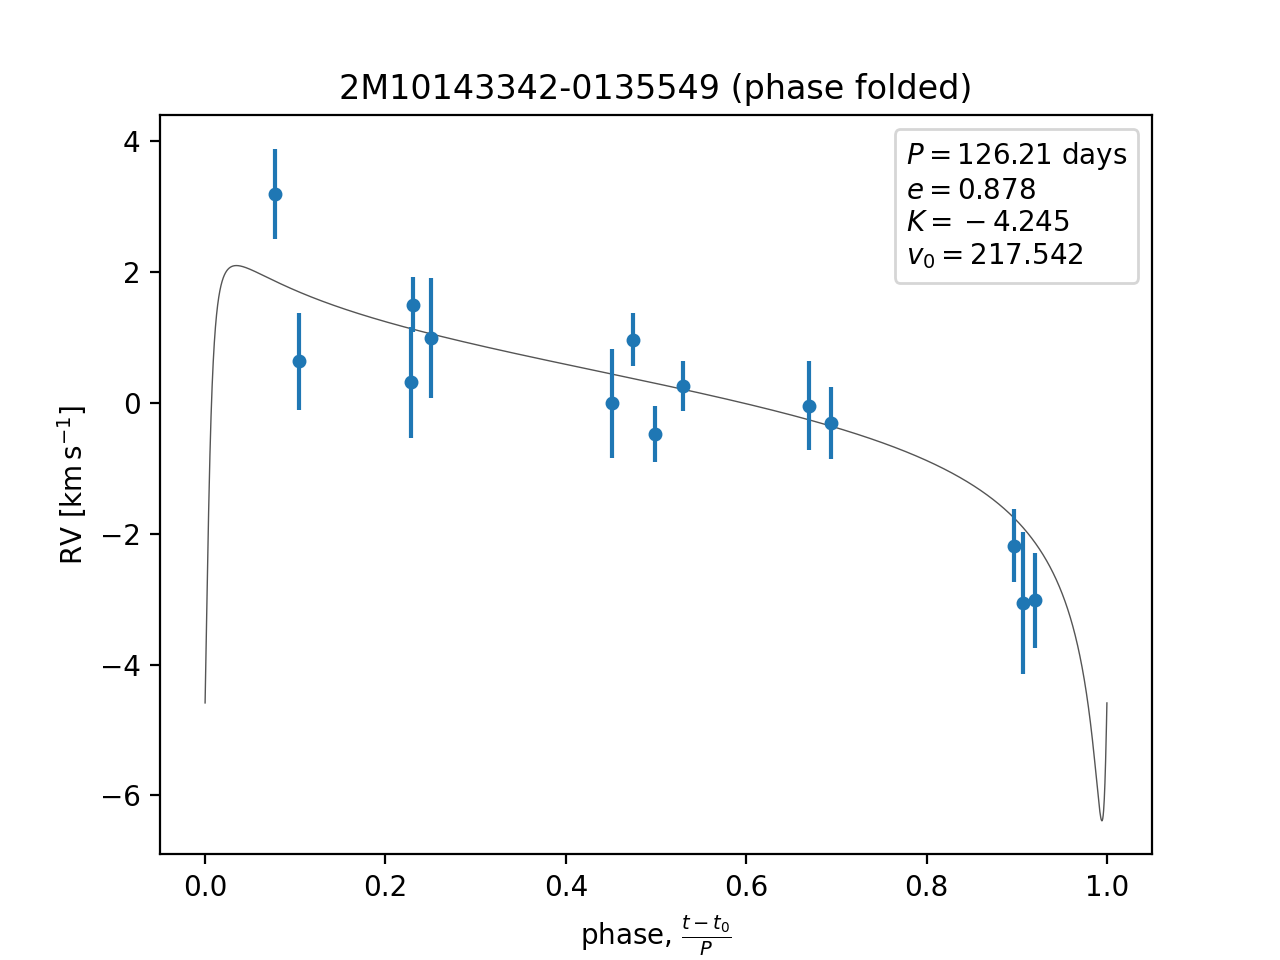 2M10143342-0135549 (phase folded)
P = 126.21 days
e = 0.878
K = −4.245
v₀ = 217.542
4
2
0
−2
−4
−6
RV [km s⁻¹]
0.0 0.2 0.4 0.6 0.8 1.0
phase, (t − t₀)/P